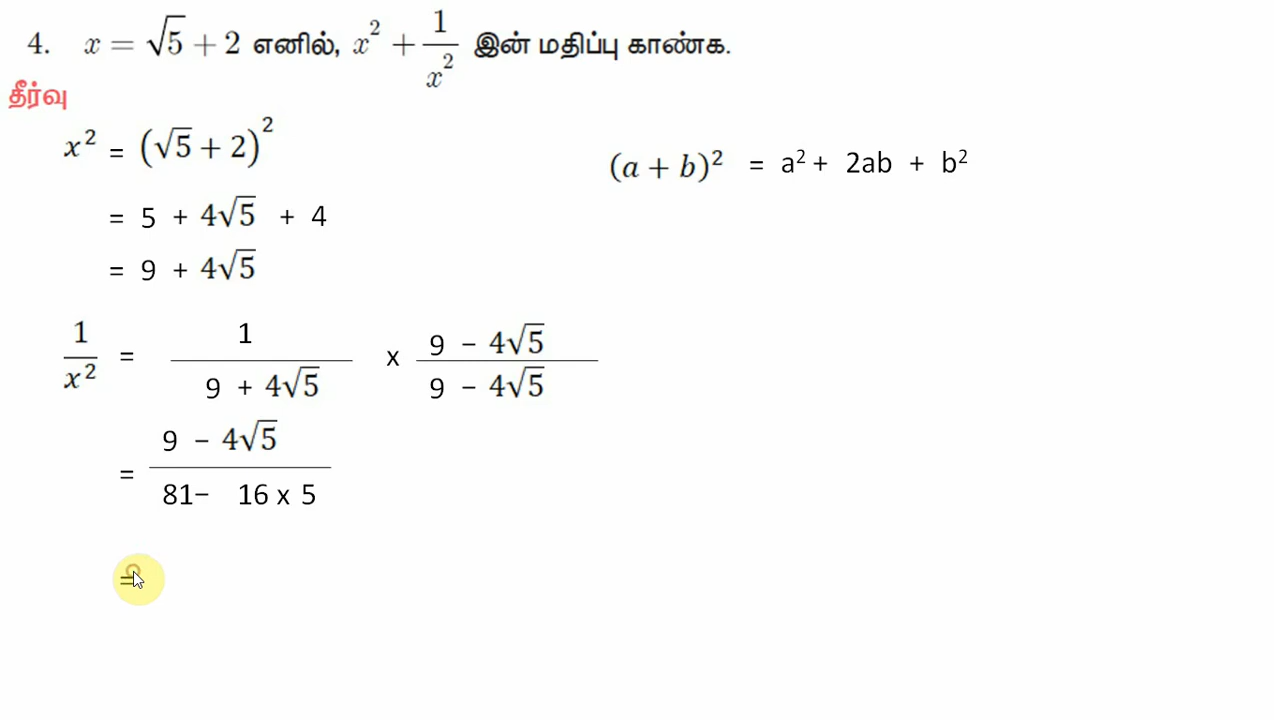 4. x = √5 + 2 எனில், x² + 1/x² இன் மதிப்பு காண்க.
தீர்வு
x² = (√5 + 2)²
(a + b)² = a² + 2ab + b²
= 5 + 4√5 + 4
= 9 + 4√5
1/x² = 1/(9 + 4√5) x (9 − 4√5)/(9 − 4√5)
= (9 − 4√5)/(81− 16 x 5)
=